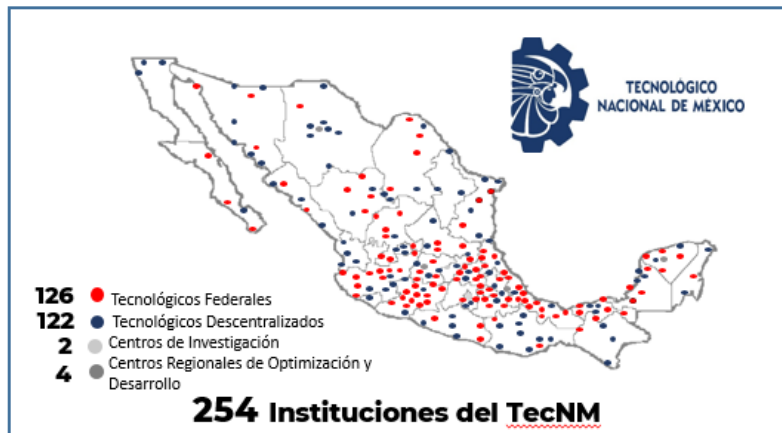 TECNOLÓGICO
NACIONAL DE MÉXICO
126 Tecnológicos Federales
122 Tecnológicos Descentralizados
2 Centros de Investigación
4 Centros Regionales de Optimización y
Desarrollo
254 Instituciones del TecNM